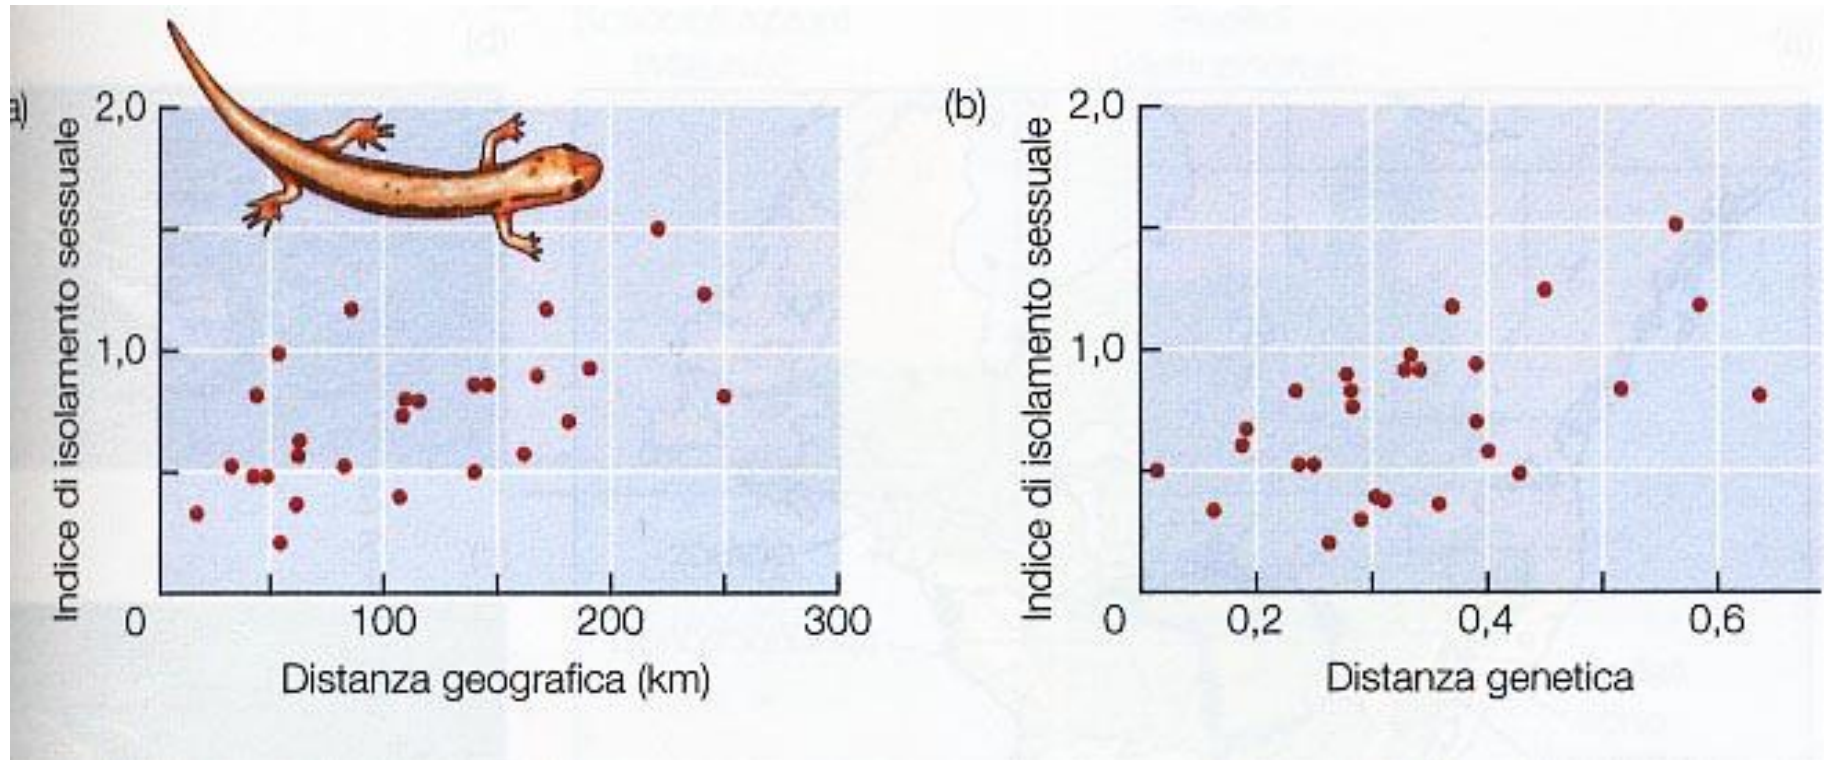 a)
2,0
1,0
0
100
200
300
Indice di isolamento sessuale
Distanza geografica (km)
(b)
2,0
1,0
0
0,2
0,4
0,6
Indice di isolamento sessuale
Distanza genetica